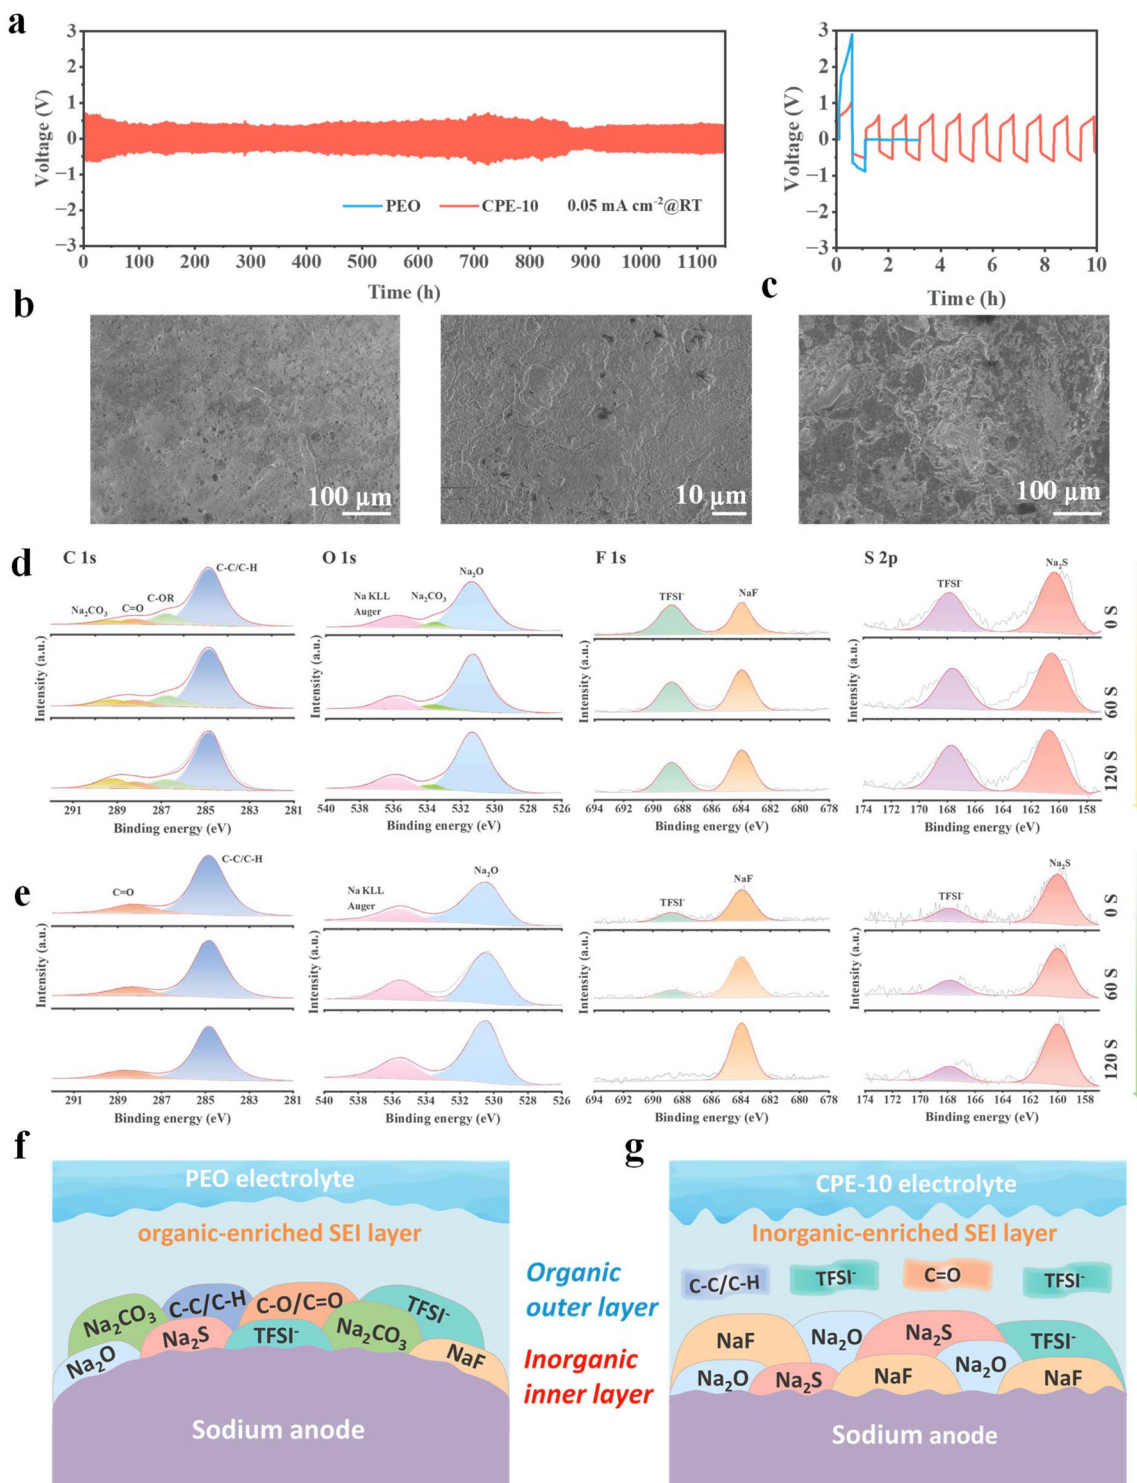 a
3
2
1
0
−1
−2
−3
Voltage (V)
PEO CPE-10 0.05 mA cm⁻²@RT
0 100 200 300 400 500 600 700 800 900 1000 1100
Time (h)
3
2
1
0
−1
−2
−3
Voltage (V)
0 2 4 6 8 10
Time (h)
b
c
100 µm
10 µm
100 µm
d
C 1s
O 1s
F 1s
S 2p
Na₂CO₃
C=O
C-OR
C-C/C-H
Intensity (a.u.)
291 289 287 285 283 281
Binding energy (eV)
Na KLL
Auger
Na₂CO₃
Na₂O
Intensity (a.u.)
540 538 536 534 532 530 528 526
Binding energy (eV)
TFSI⁻
NaF
Intensity (a.u.)
694 692 690 688 686 684 682 680 678
Binding energy (eV)
TFSI⁻
Na₂S
Intensity (a.u.)
174 172 170 168 166 164 162 160 158
Binding energy (eV)
0 S
60 S
120 S
e
C=O
C-C/C-H
Intensity (a.u.)
291 289 287 285 283 281
Binding energy (eV)
Na KLL
Auger
Na₂O
Intensity (a.u.)
540 538 536 534 532 530 528 526
Binding energy (eV)
TFSI⁻
NaF
Intensity (a.u.)
694 692 690 688 686 684 682 680 678
Binding energy (eV)
TFSI⁻
Na₂S
Intensity (a.u.)
174 172 170 168 166 164 162 160 158
Binding energy (eV)
0 S
60 S
120 S
f
PEO electrolyte
organic-enriched SEI layer
Na₂CO₃
C-C/C-H
C-O/C=O
TFSI⁻
Na₂O
Na₂S
TFSI⁻
Na₂CO₃
NaF
Sodium anode
Organic
outer layer
Inorganic
inner layer
g
CPE-10 electrolyte
Inorganic-enriched SEI layer
C-C/C-H
TFSI⁻
C=O
TFSI⁻
NaF
Na₂O
Na₂S
TFSI⁻
Na₂O
Na₂S
NaF
Na₂O
NaF
Sodium anode